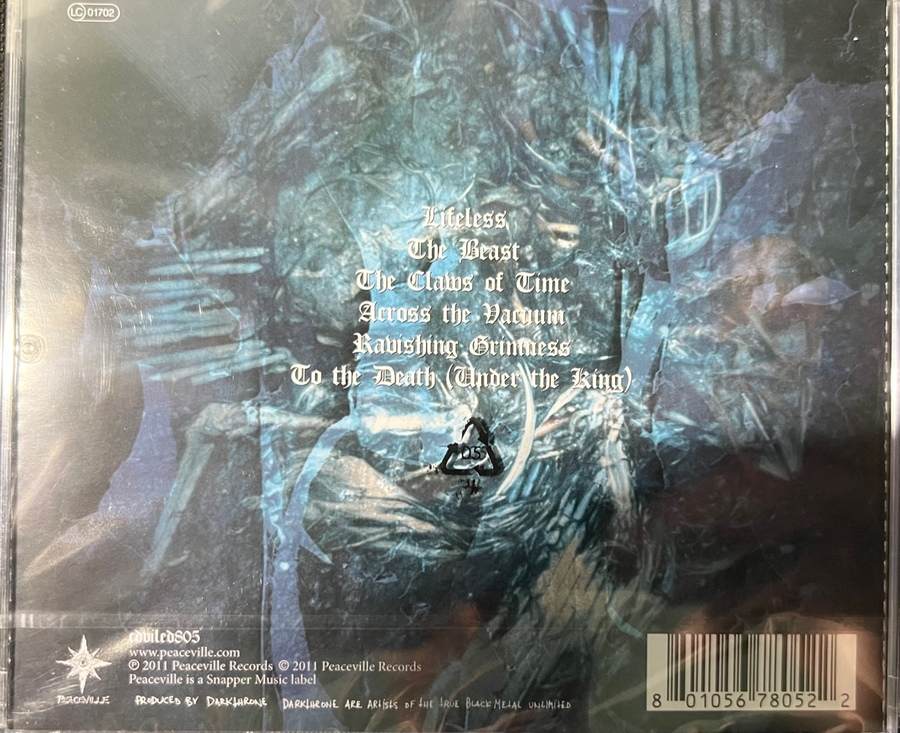 LC 01702
Lifeless
The Beast
The Claws of Time
Across the Vacuum
Ravishing Grimness
To the Death (Under the King)
05
cdviled805
www.peaceville.com
℗ 2011 Peaceville Records © 2011 Peaceville Records
Peaceville is a Snapper Music label
PEACEVILLE
PRODUCED BY DARKTHRONE DARKTHRONE ARE ARTISTS OF THE TRUE BLACK METAL UNLIMITED
8 01056 78052 2